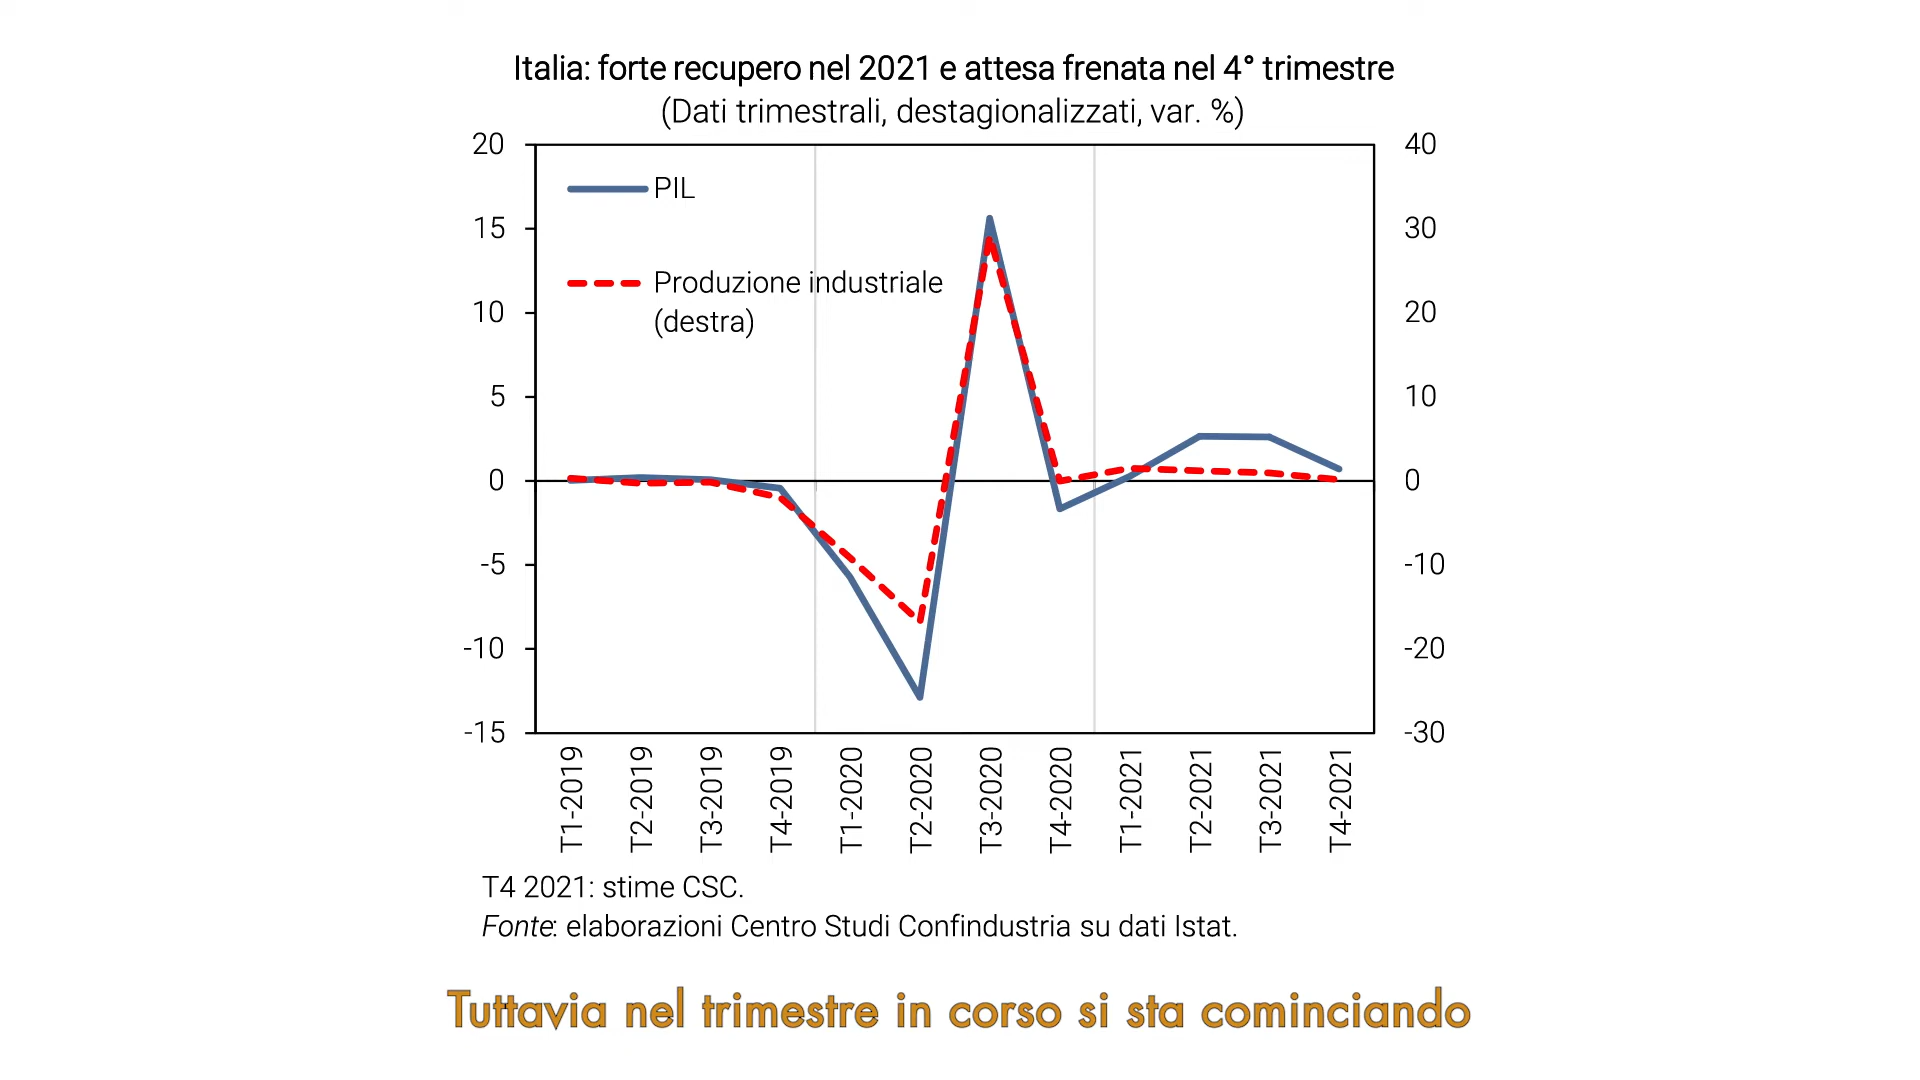 Italia: forte recupero nel 2021 e attesa frenata nel 4° trimestre
(Dati trimestrali, destagionalizzati, var. %)
20
15
10
5
0
-5
-10
-15
40
30
20
10
0
-10
-20
-30
PIL
Produzione industriale
(destra)
T1-2019
T2-2019
T3-2019
T4-2019
T1-2020
T2-2020
T3-2020
T4-2020
T1-2021
T2-2021
T3-2021
T4-2021
T4 2021: stime CSC.
Fonte: elaborazioni Centro Studi Confindustria su dati Istat.
Tuttavia nel trimestre in corso si sta cominciando